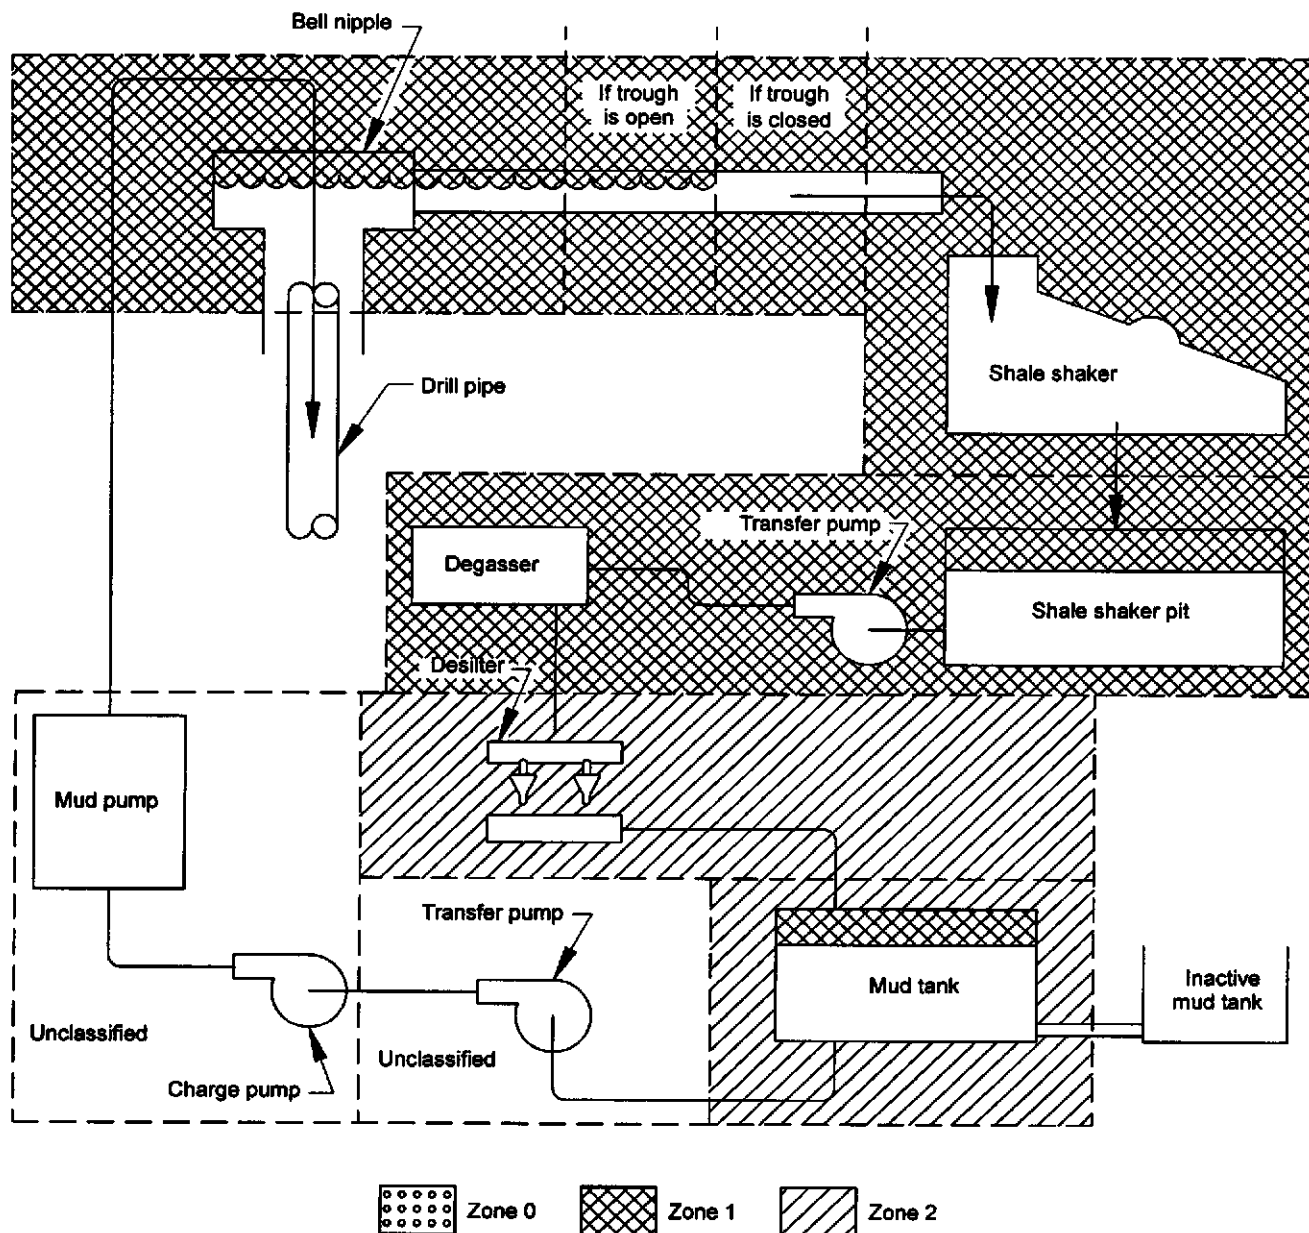 Bell nipple
If trough
is open
If trough
is closed
Shale shaker
Drill pipe
Transfer pump
Degasser
Shale shaker pit
Desilter
Mud pump
Transfer pump
Mud tank
Inactive
mud tank
Unclassified
Unclassified
Charge pump
Zone 0
Zone 1
Zone 2